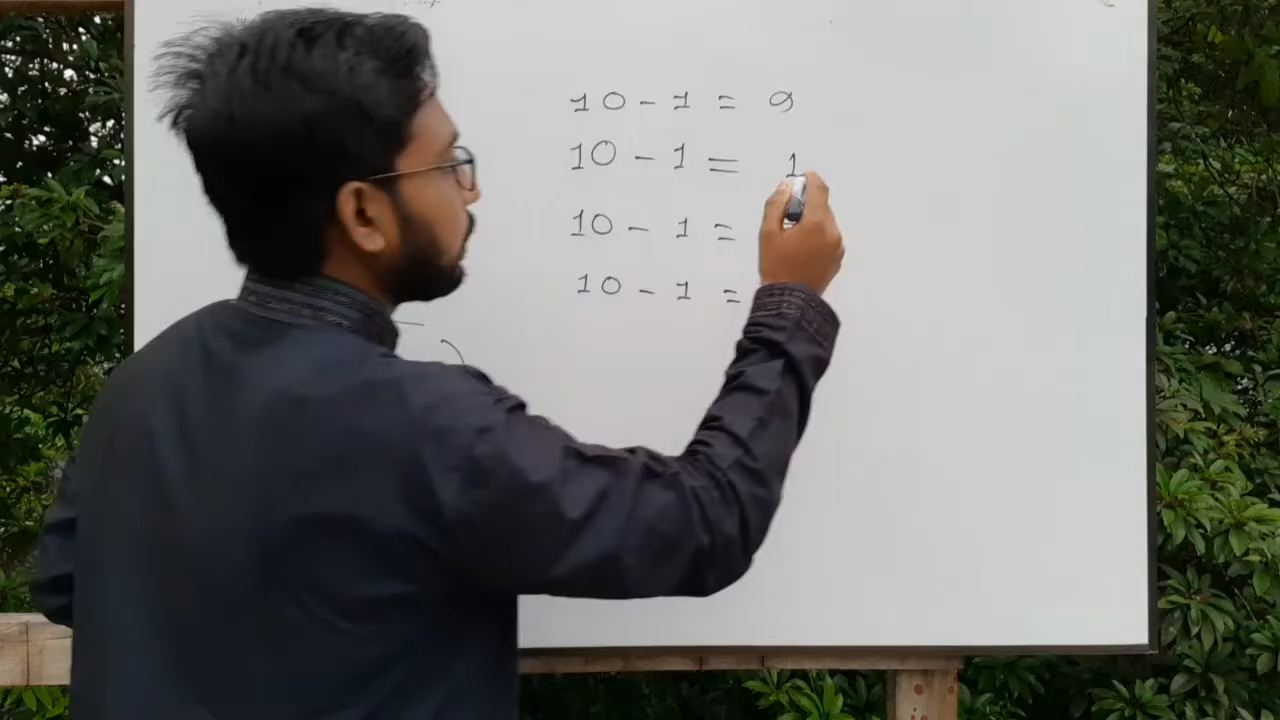 10 - 1 = 9
10 - 1 = 1
10 - 1 =
10 - 1 =